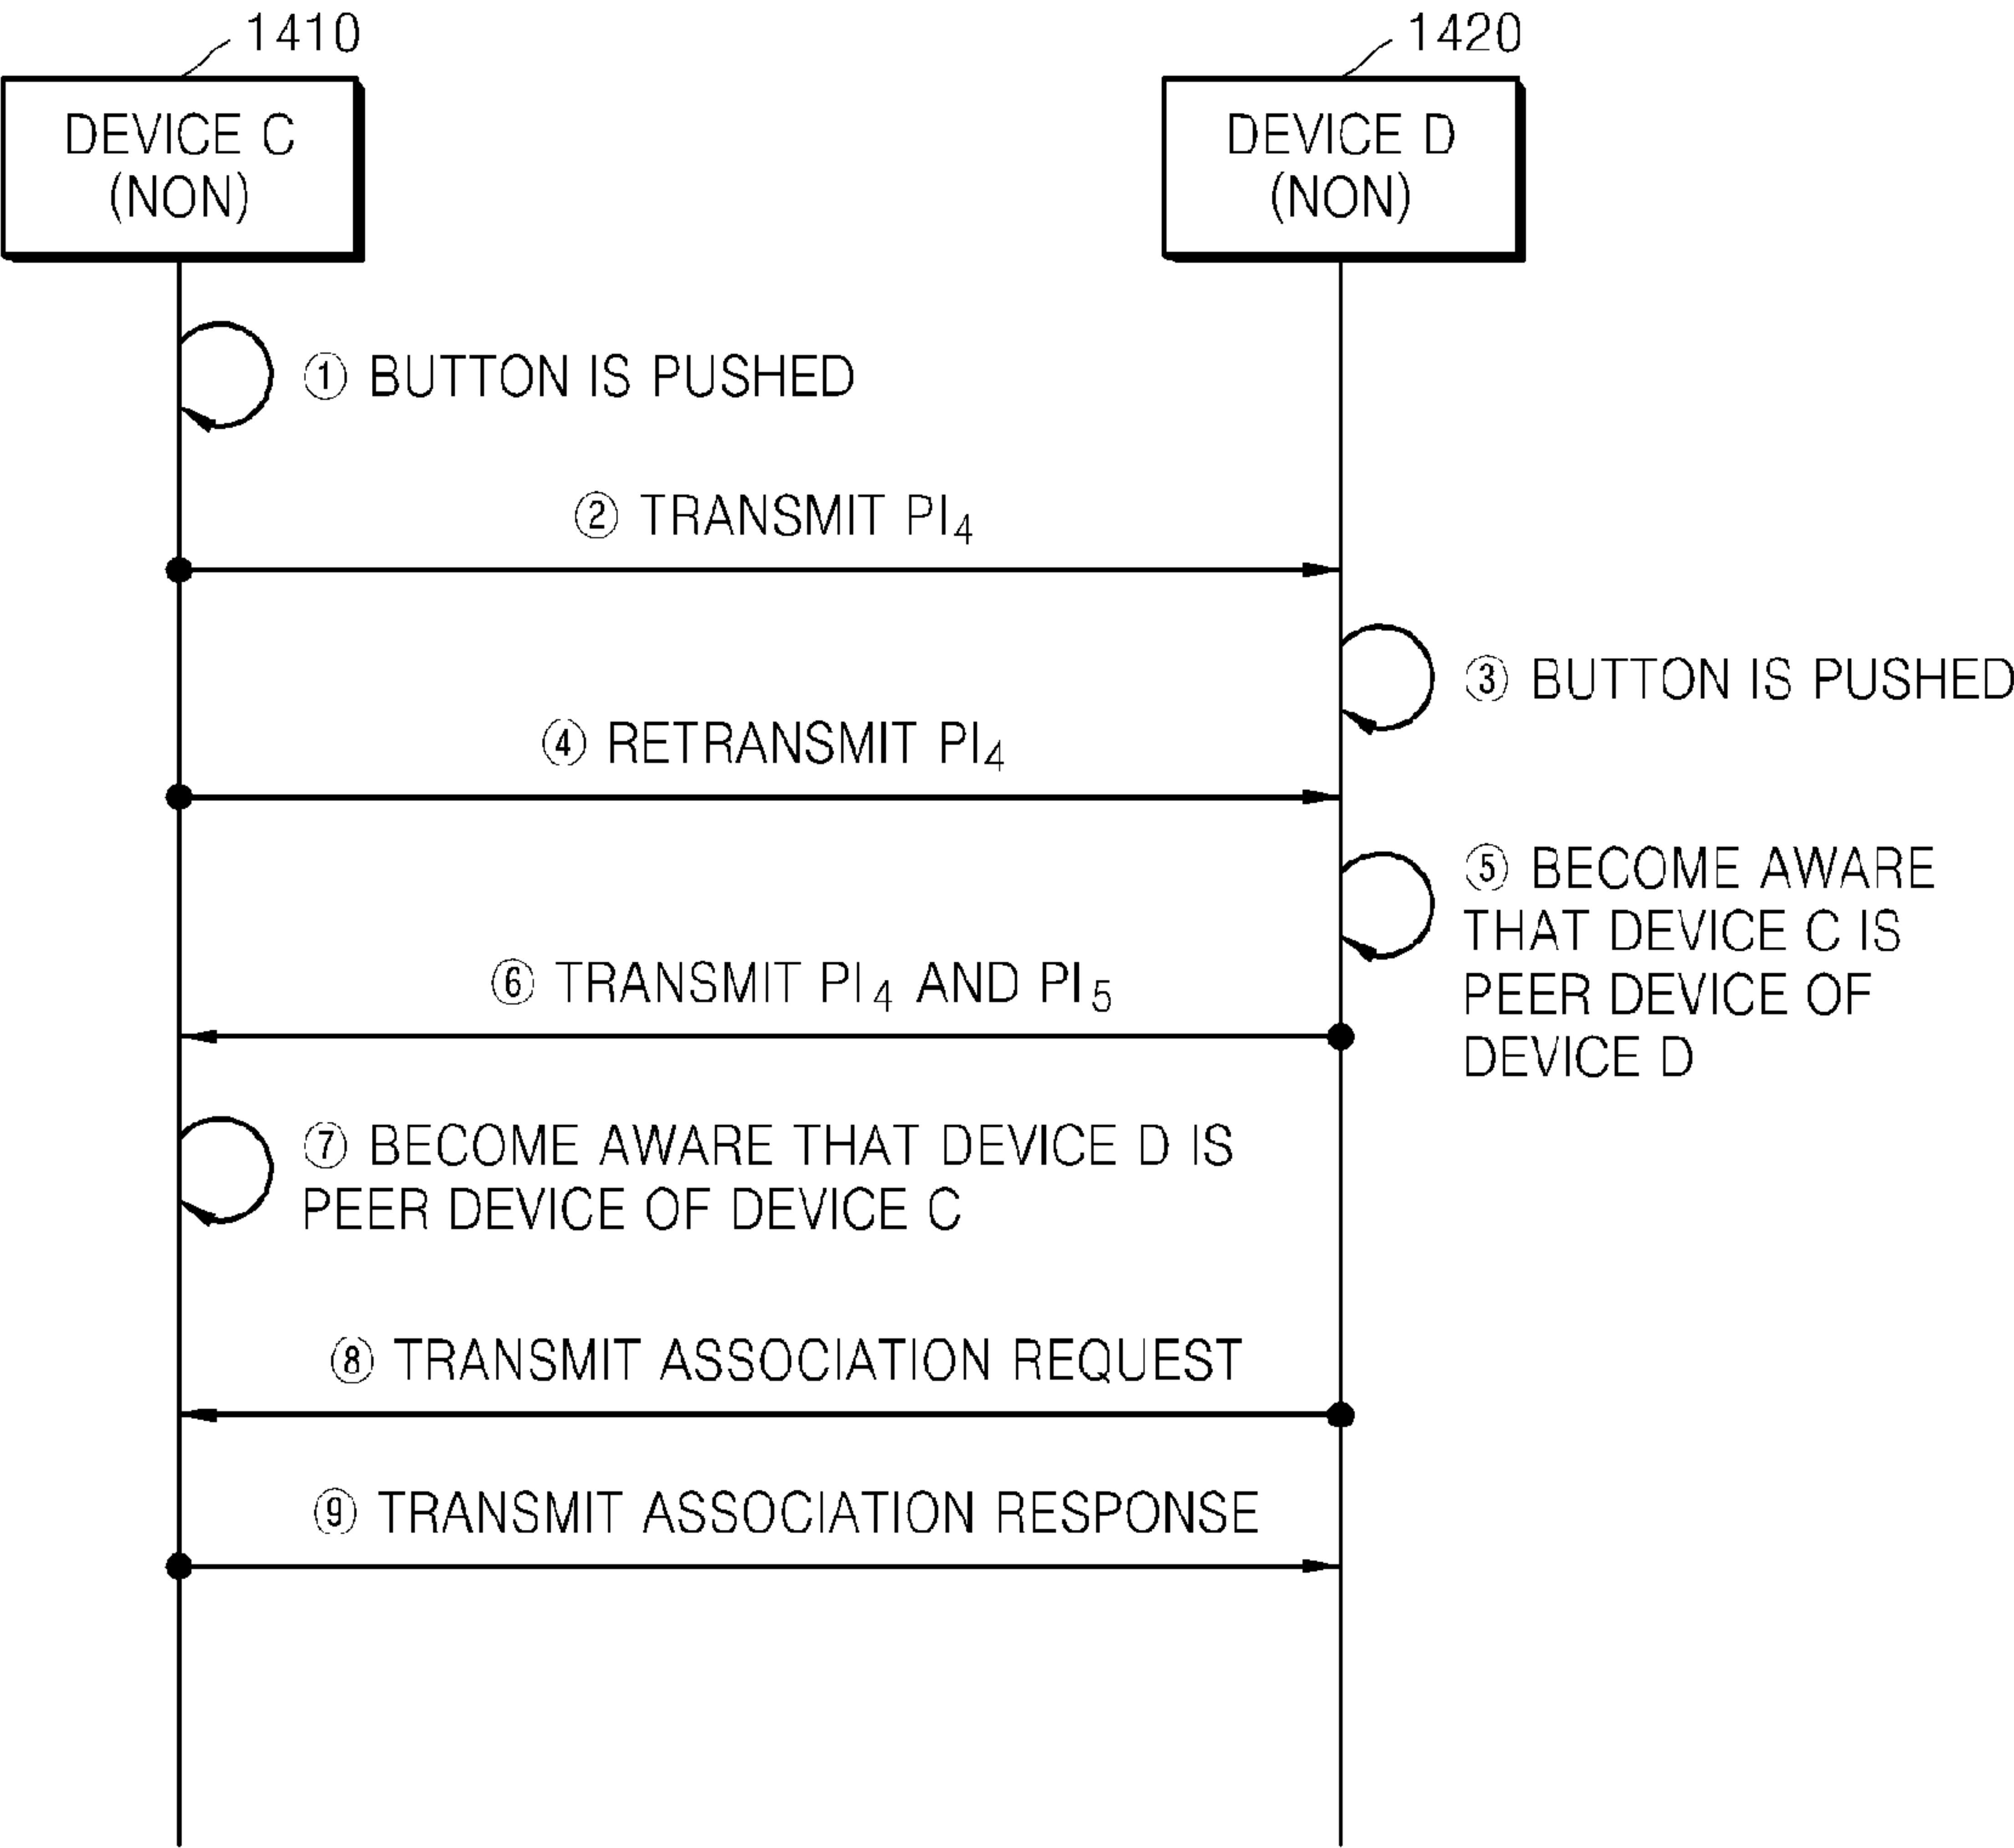 1410
1420
DEVICE C
(NON)
DEVICE D
(NON)
① BUTTON IS PUSHED
② TRANSMIT PI₄
③ BUTTON IS PUSHED
④ RETRANSMIT PI₄
⑤ BECOME AWARE
THAT DEVICE C IS
PEER DEVICE OF
DEVICE D
⑥ TRANSMIT PI₄ AND PI₅
⑦ BECOME AWARE THAT DEVICE D IS
PEER DEVICE OF DEVICE C
⑧ TRANSMIT ASSOCIATION REQUEST
⑨ TRANSMIT ASSOCIATION RESPONSE